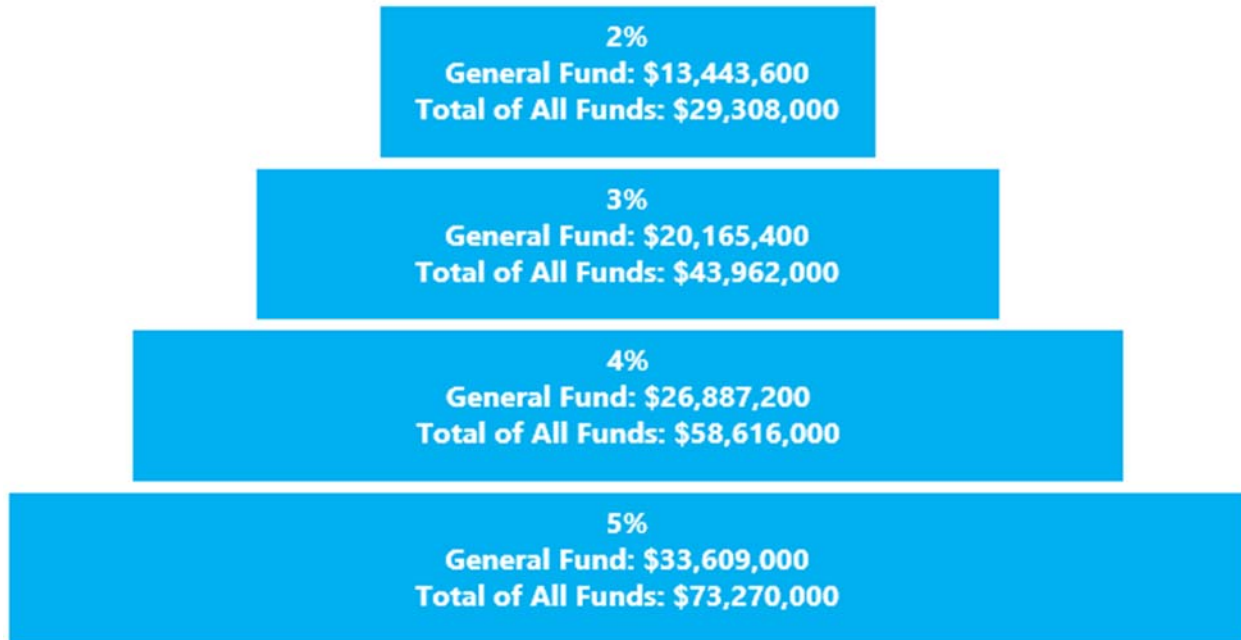 2%
General Fund: $13,443,600
Total of All Funds: $29,308,000
3%
General Fund: $20,165,400
Total of All Funds: $43,962,000
4%
General Fund: $26,887,200
Total of All Funds: $58,616,000
5%
General Fund: $33,609,000
Total of All Funds: $73,270,000